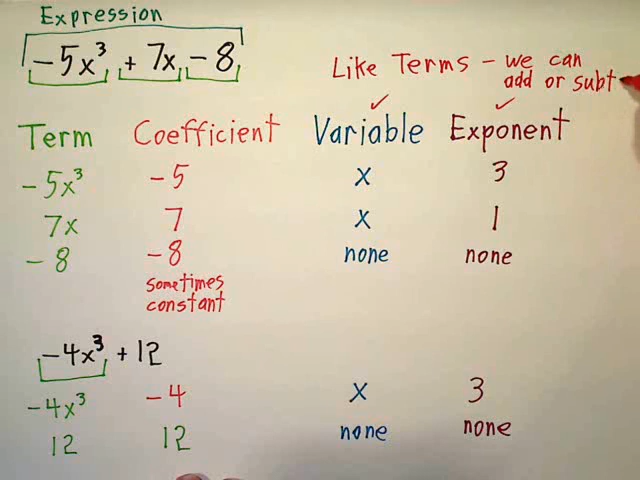 Expression
-5x³ + 7x - 8
Like Terms - we can
add or subt
Term Coefficient Variable Exponent
-5x³ -5 x 3
7x 7 x 1
-8 -8 none none
sometimes
constant
-4x³ + 12
-4x³ -4 x 3
12 12 none none